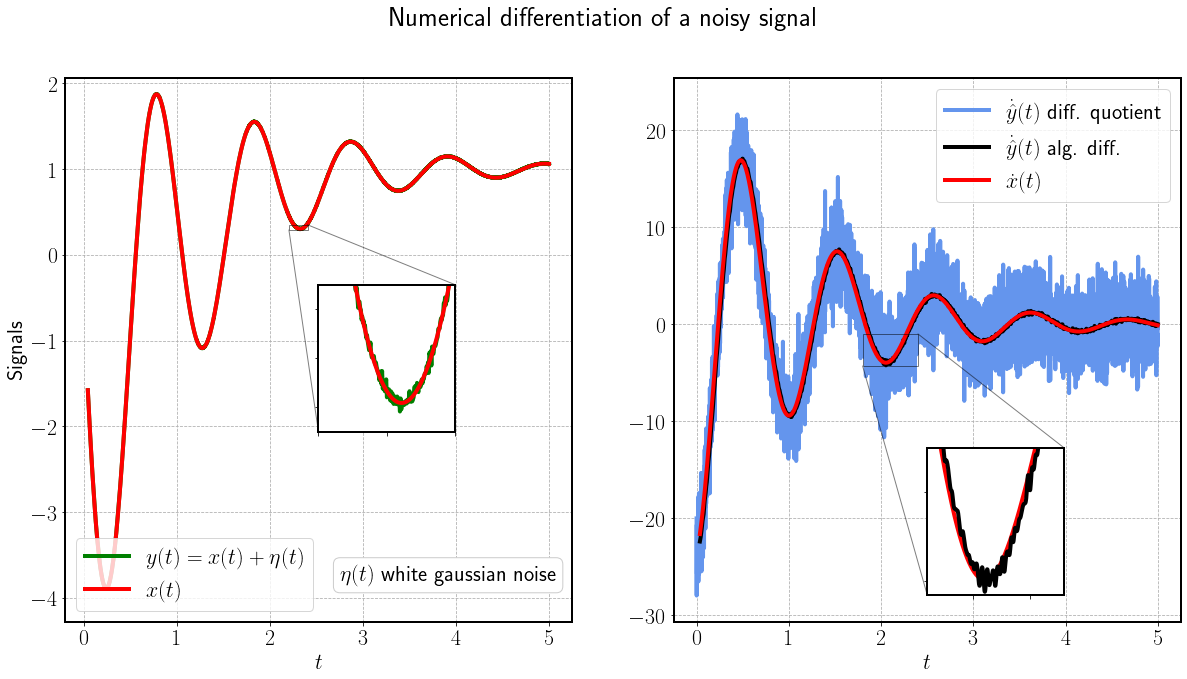 Numerical differentiation of a noisy signal
Signals
2
1
0
−1
−2
−3
−4
y(t) = x(t) + η(t)
x(t)
η(t) white gaussian noise
0 1 2 3 4 5
t
20
10
0
−10
−20
−30
ẏ̂(t) diff. quotient
ẏ̂(t) alg. diff.
ẋ(t)
0 1 2 3 4 5
t